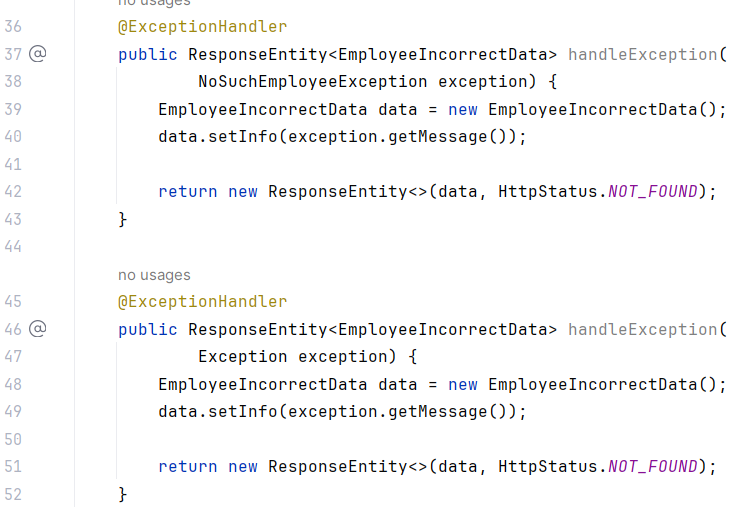 no usages
36 @ExceptionHandler
37 @ public ResponseEntity<EmployeeIncorrectData> handleException(
38 NoSuchEmployeeException exception) {
39 EmployeeIncorrectData data = new EmployeeIncorrectData();
40 data.setInfo(exception.getMessage());
41
42 return new ResponseEntity<>(data, HttpStatus.NOT_FOUND);
43 }
44
no usages
45 @ExceptionHandler
46 @ public ResponseEntity<EmployeeIncorrectData> handleException(
47 Exception exception) {
48 EmployeeIncorrectData data = new EmployeeIncorrectData();
49 data.setInfo(exception.getMessage());
50
51 return new ResponseEntity<>(data, HttpStatus.NOT_FOUND);
52 }